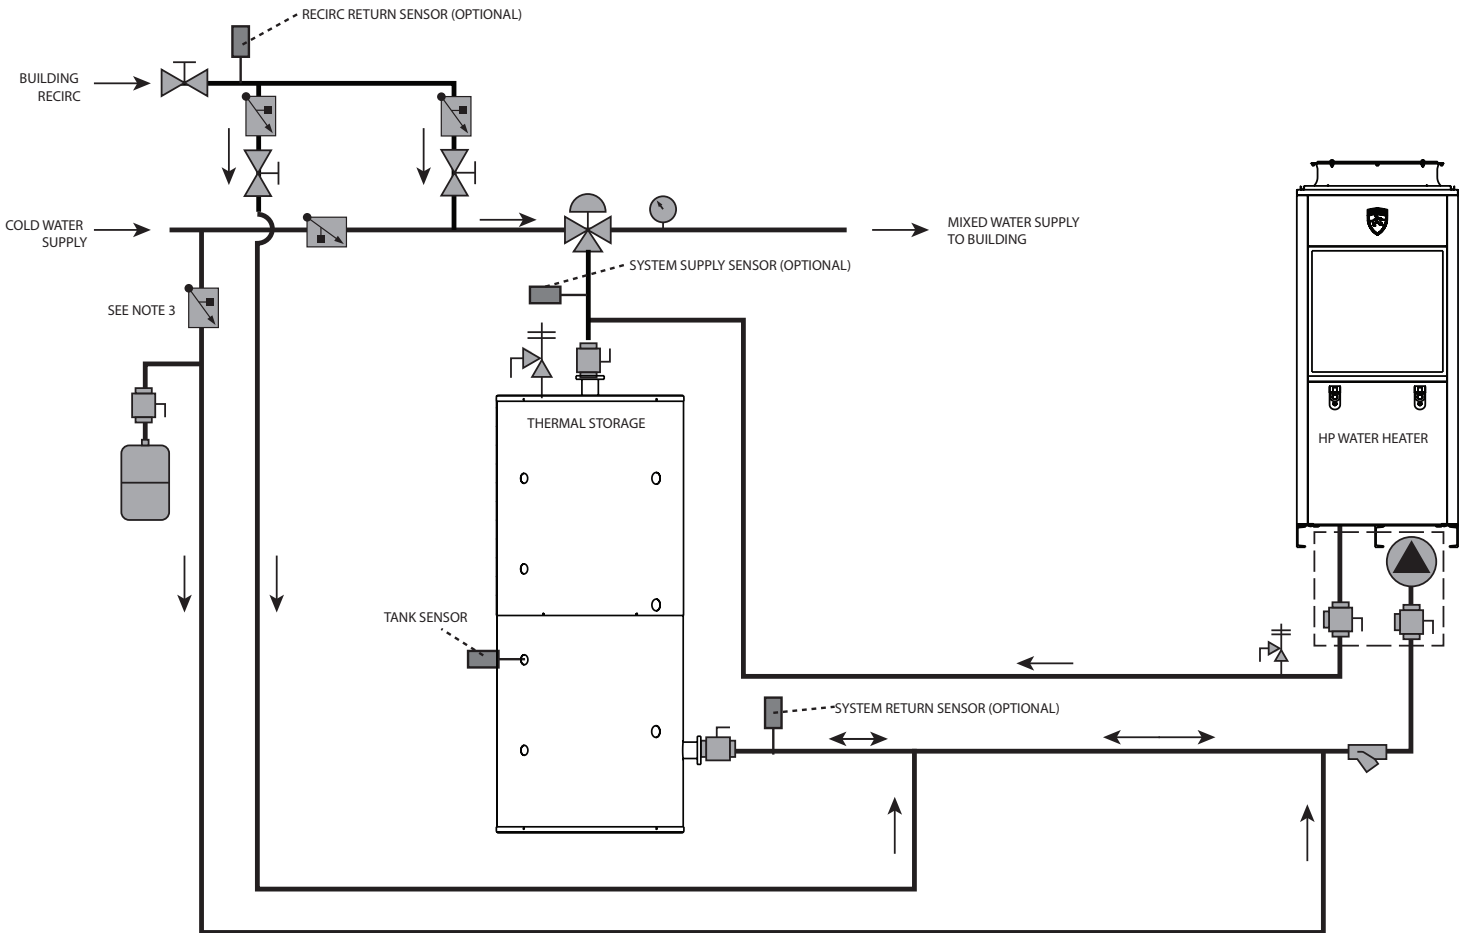 RECIRC RETURN SENSOR (OPTIONAL)
BUILDING
RECIRC
COLD WATER
SUPPLY
MIXED WATER SUPPLY
TO BUILDING
SYSTEM SUPPLY SENSOR (OPTIONAL)
SEE NOTE 3
THERMAL STORAGE
HP WATER HEATER
TANK SENSOR
SYSTEM RETURN SENSOR (OPTIONAL)